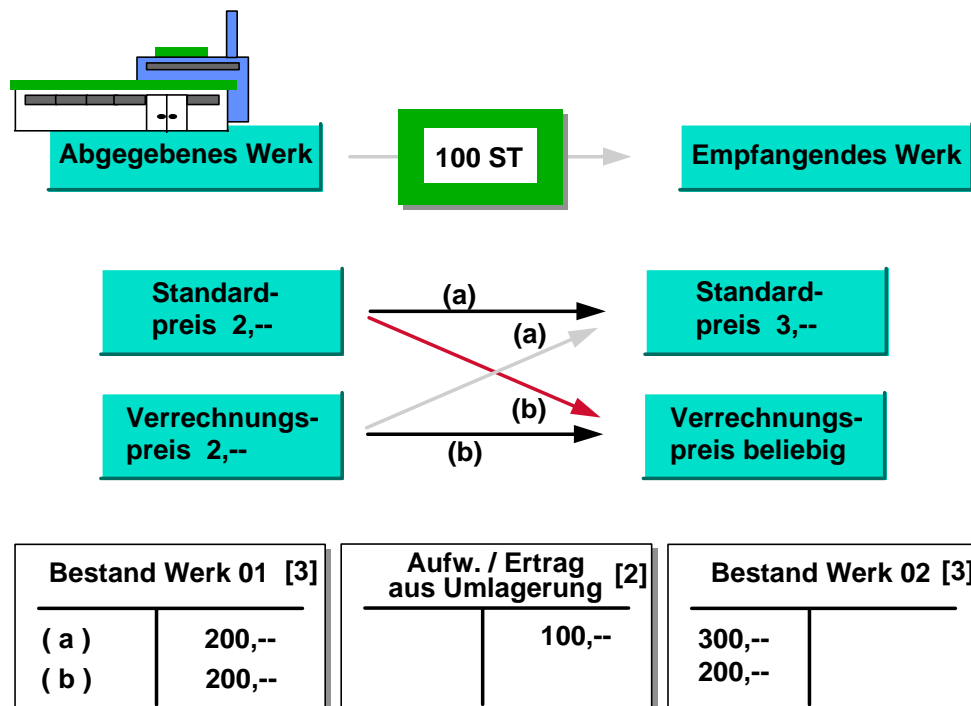 Abgegebenes Werk
100 ST
Empfangendes Werk
Standard-
preis 2,--
(a)
(a)
Standard-
preis 3,--
Verrechnungs-
preis 2,--
(b)
(b)
Verrechnungs-
preis beliebig
Bestand Werk 01 [3]
( a ) 200,--
( b ) 200,--
Aufw. / Ertrag
aus Umlagerung [2]
100,--
Bestand Werk 02 [3]
300,--
200,--